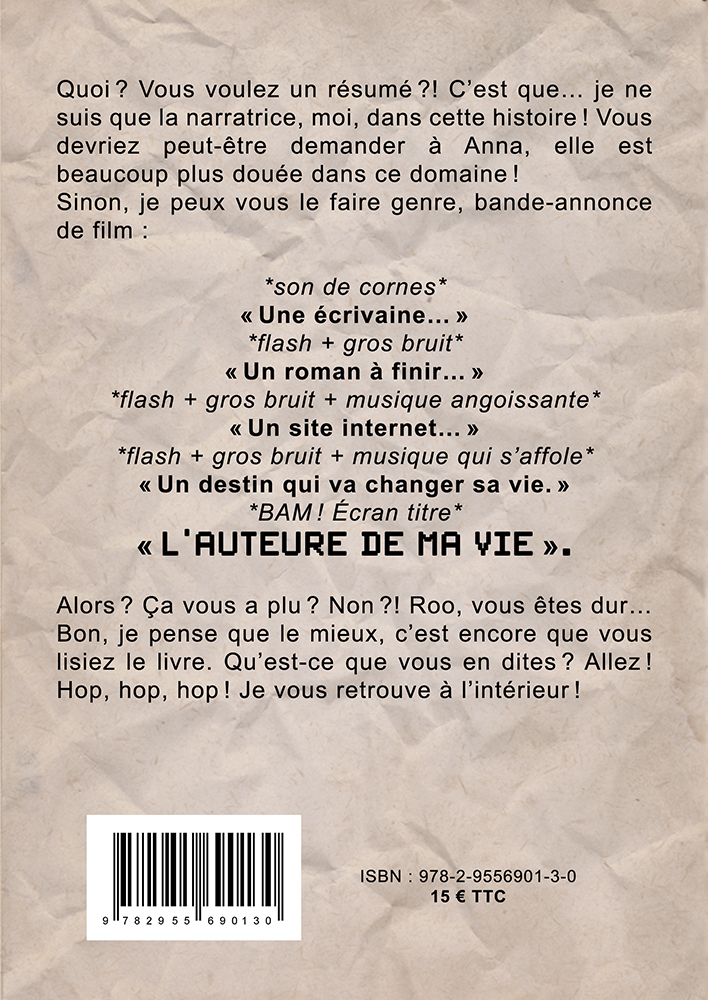 Quoi ? Vous voulez un résumé ?! C’est que… je ne
suis que la narratrice, moi, dans cette histoire ! Vous
devriez peut-être demander à Anna, elle est
beaucoup plus douée dans ce domaine !
Sinon, je peux vous le faire genre, bande-annonce
de film :
*son de cornes*
« Une écrivaine… »
*flash + gros bruit*
« Un roman à finir… »
*flash + gros bruit + musique angoissante*
« Un site internet… »
*flash + gros bruit + musique qui s’affole*
« Un destin qui va changer sa vie. »
*BAM ! Écran titre*
« L'AUTEURE DE MA VIE ».
Alors ? Ça vous a plu ? Non ?! Roo, vous êtes dur…
Bon, je pense que le mieux, c’est encore que vous
lisiez le livre. Qu’est-ce que vous en dites ? Allez !
Hop, hop, hop ! Je vous retrouve à l’intérieur !
ISBN : 978-2-9556901-3-0
15 € TTC
9 782955 690130